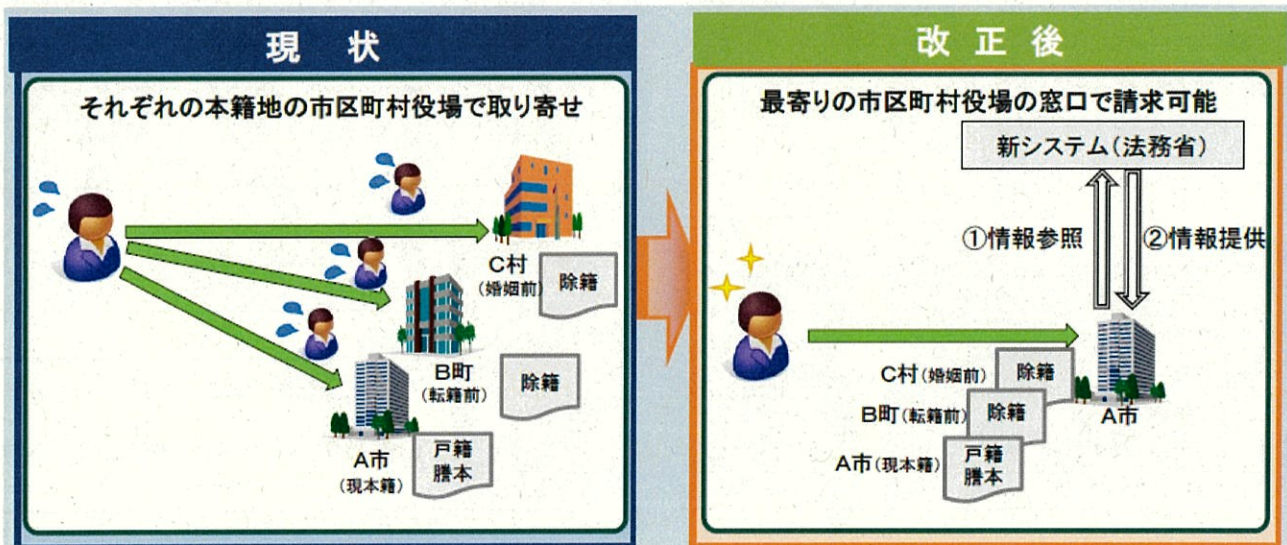 現　状
それぞれの本籍地の市区町村役場で取り寄せ
C村
(婚姻前)
除籍
B町
(転籍前)
除籍
A市
(現本籍)
戸籍
謄本
改 正 後
最寄りの市区町村役場の窓口で請求可能
新システム(法務省)
①情報参照
②情報提供
C村(婚姻前)
除籍
B町(転籍前)
除籍
A市(現本籍)
戸籍
謄本
A市